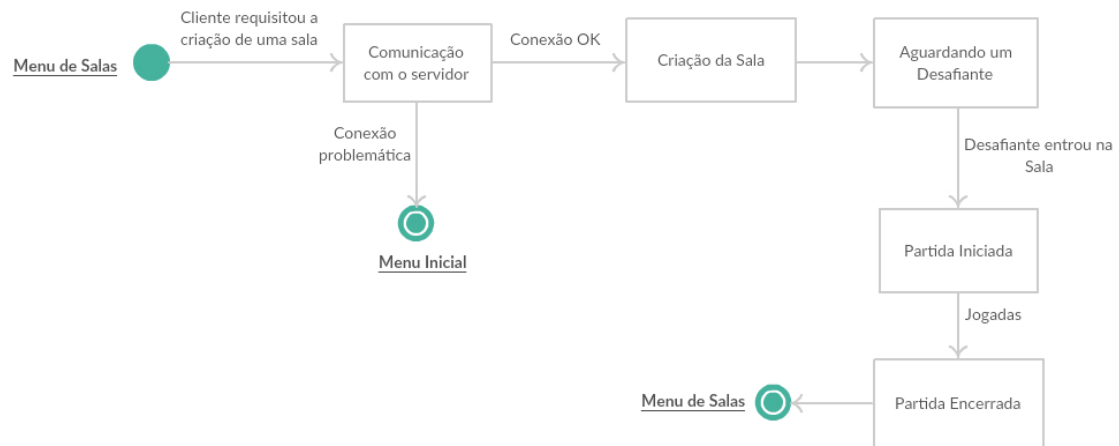 Cliente requisitou a
criação de uma sala
Menu de Salas
Comunicação
com o servidor
Conexão OK
Criação da Sala
Aguardando um
Desafiante
Conexão
problemática
Desafiante entrou na
Sala
Menu Inicial
Partida Iniciada
Jogadas
Menu de Salas
Partida Encerrada